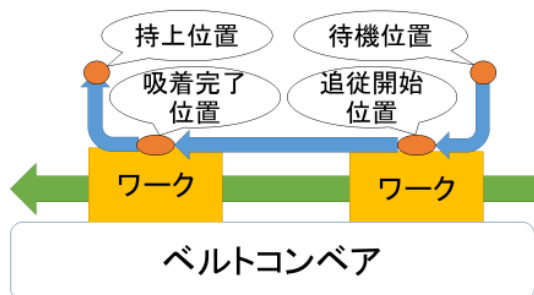 持上位置
待機位置
吸着完了
位置
追従開始
位置
ワーク
ワーク
ベルトコンベア